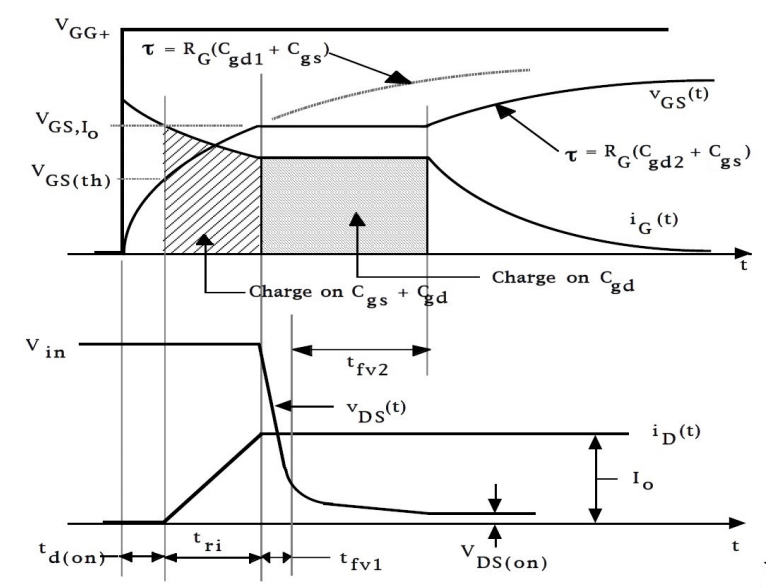 V_GG+
τ = R_G(C_gd1 + C_gs)
v_GS(t)
V_GS,I_o
τ = R_G(C_gd2 + C_gs)
V_GS(th)
i_G(t)
t
Charge on C_gs + C_gd
Charge on C_gd
V_in
t_fv2
v_DS(t)
i_D(t)
I_o
t
t_d(on)
t_ri
t_fv1
V_DS(on)